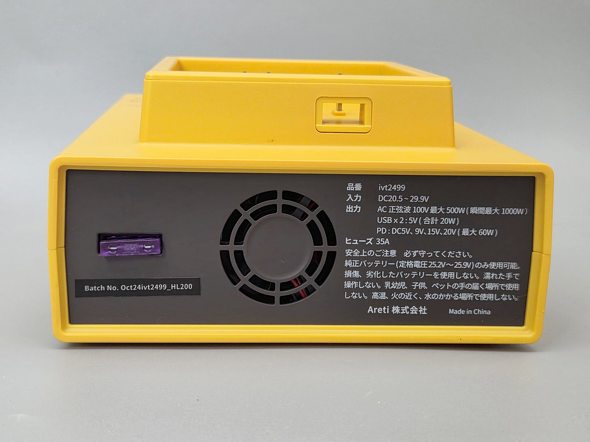 品番 ivt2499
入力 DC20.5 ~ 29.9V
出力 AC 正弦波 100V 最大 500W ( 瞬間最大 1000W )
USB x 2 : 5V ( 合計 20W )
PD : DC5V、9V、15V、20V ( 最大 60W )
ヒューズ 35A
安全上のご注意 必ず守ってください。
純正バッテリー ( 定格電圧 25.2V～25.9V ) のみ使用可能。
損傷、劣化したバッテリーを使用しない。濡れた手で
操作しない。乳幼児、子供、ペットの手の届く場所で使用
しない。高温、火の近く、水のかかる場所で使用しない。
Areti 株式会社 Made in China
Batch No. Oct24ivt2499_HL200